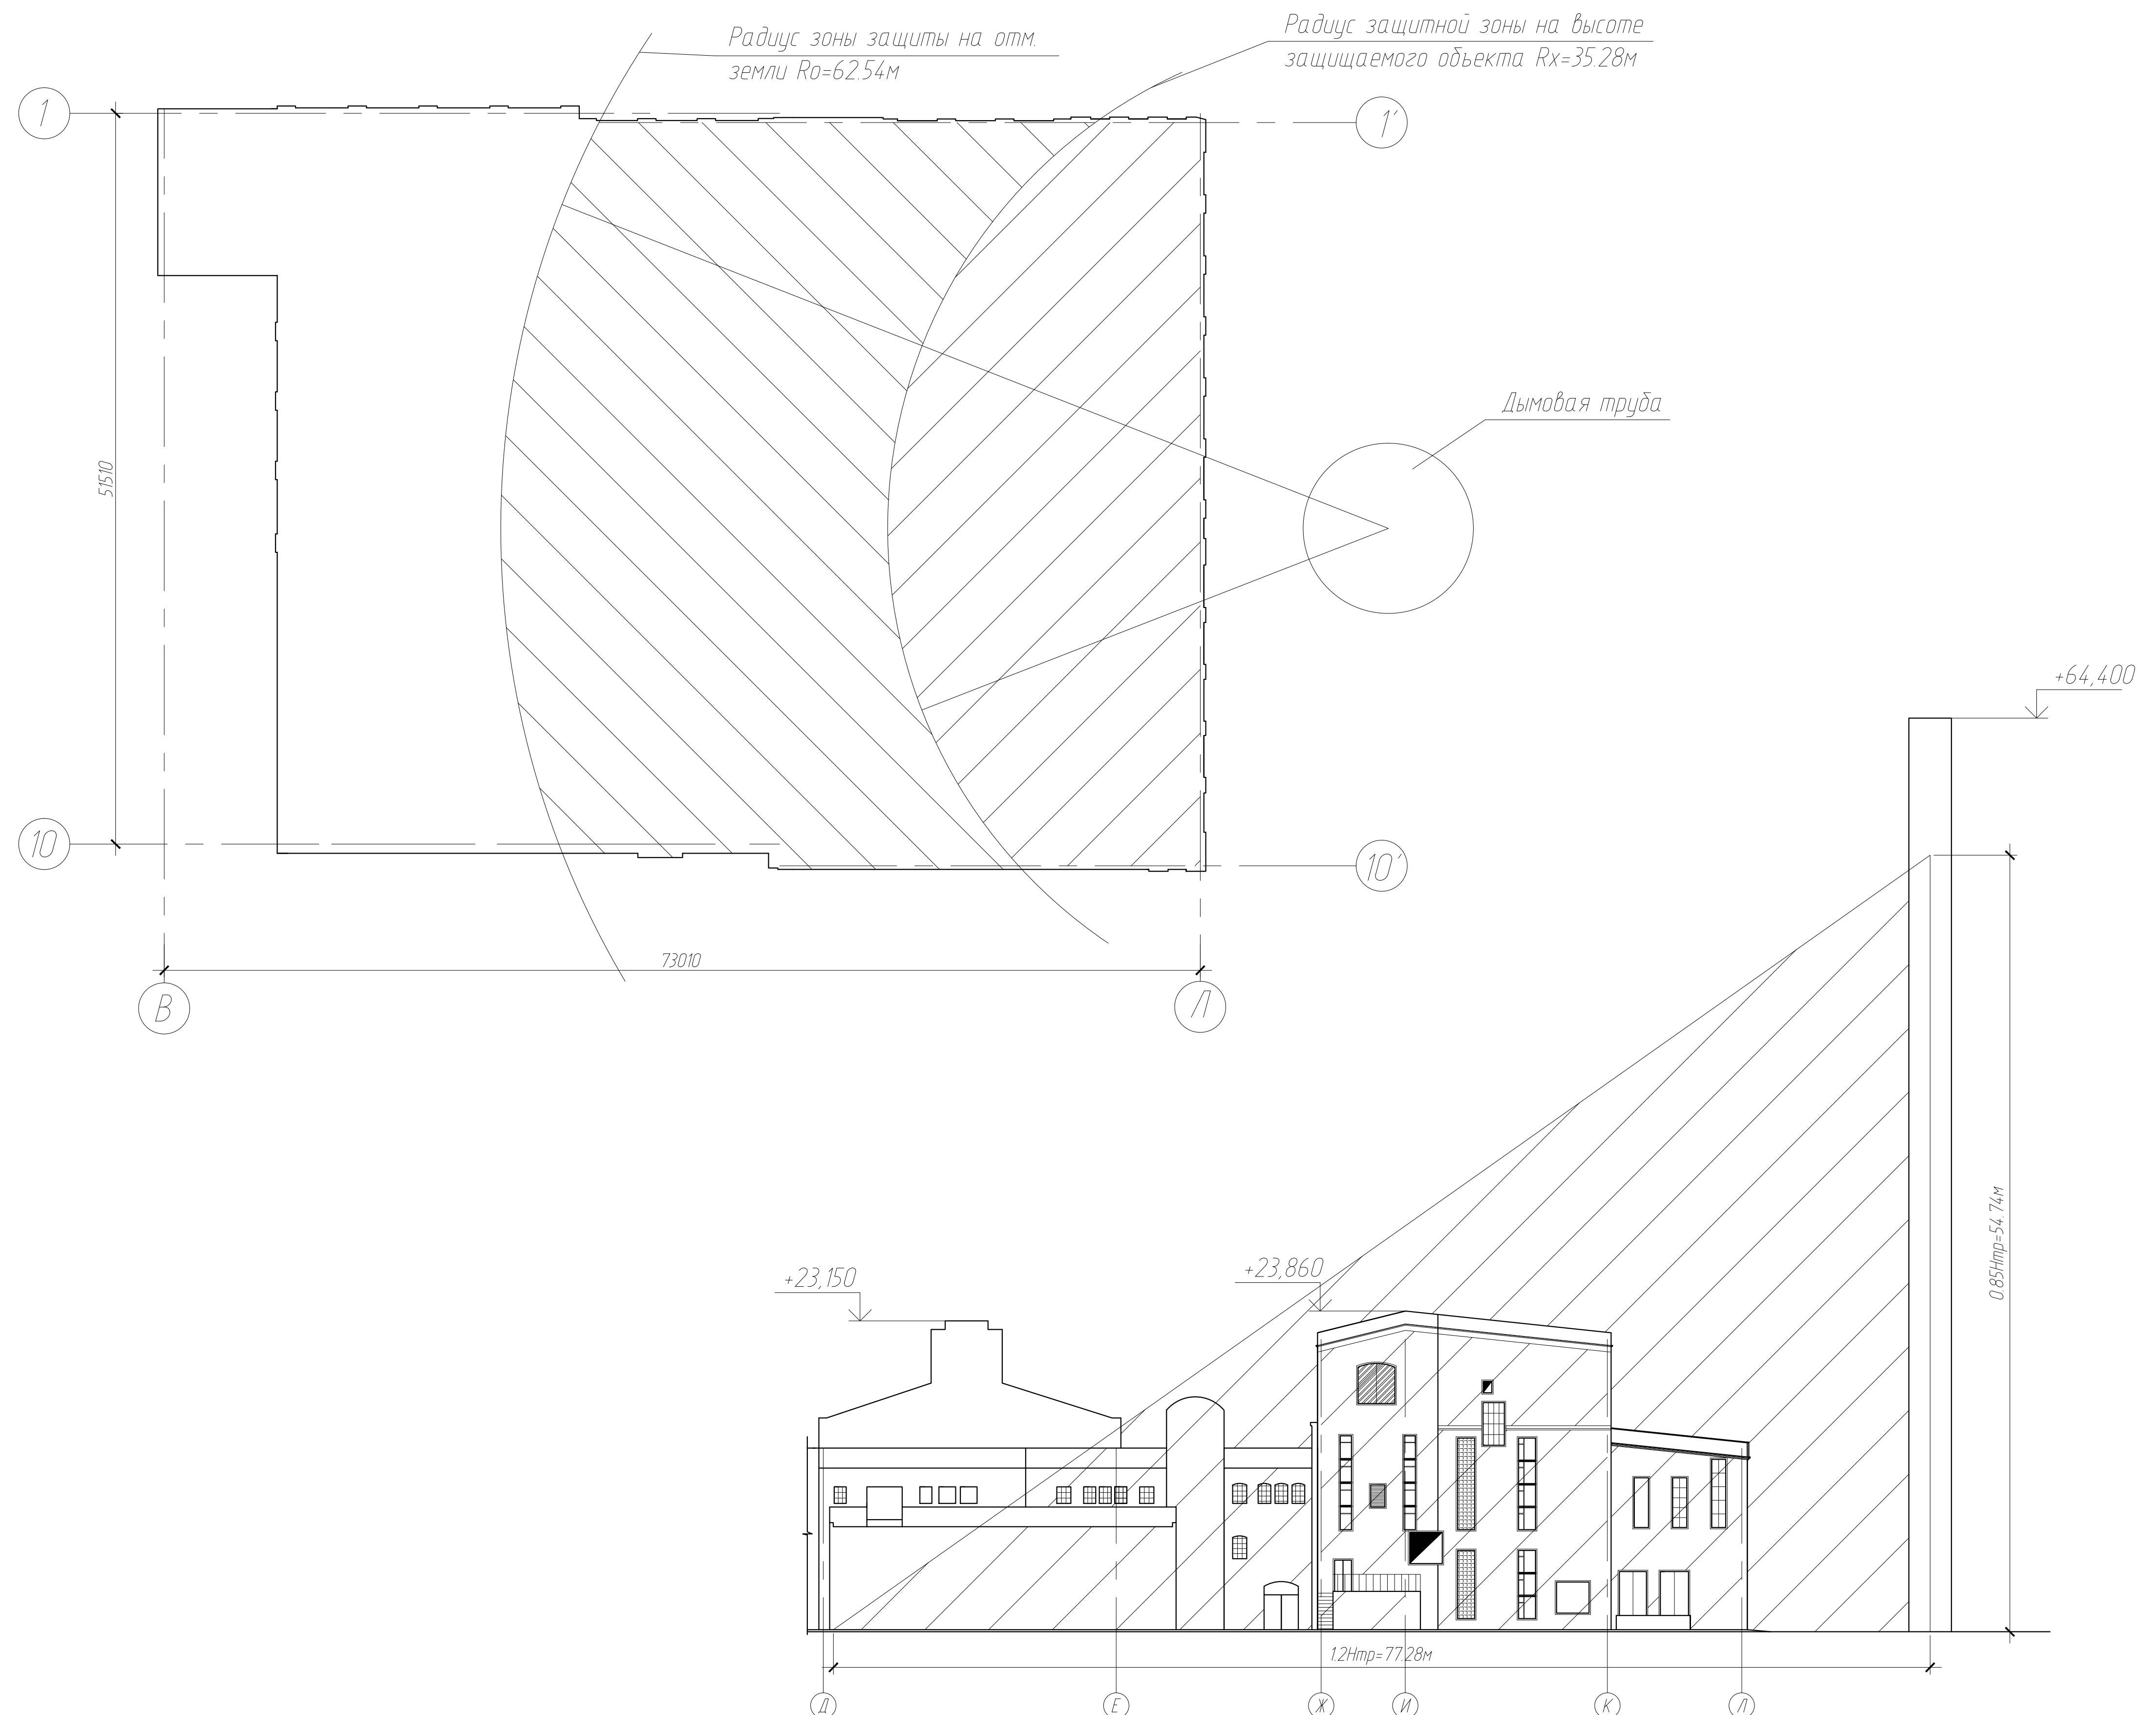 Радиус зоны защиты на отм.
земли Ro=62.54м
Радиус защитной зоны на высоте
защищаемого объекта Rx=35.28м
1
1'
51510
Дымовая труба
+64,400
10
10'
73010
В
Л
0.85Нтр=54.74м
+23,150
+23,860
1.2Нтр=77.28м
Д
Е
Ж
И
К
Л